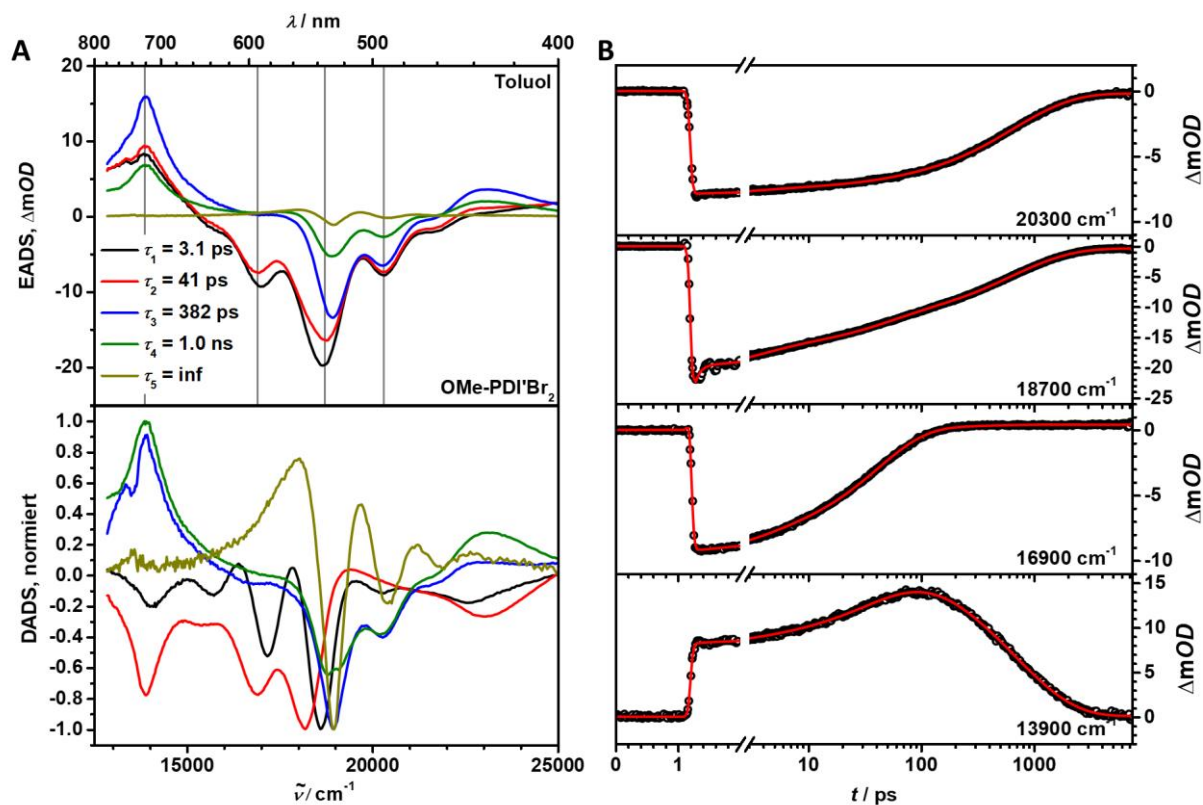 A
λ / nm
800 700 600 500 400
20
10
0
-10
-20
EADS, ΔmOD
Toluol
τ1 = 3.1 ps
τ2 = 41 ps
τ3 = 382 ps
τ4 = 1.0 ns
τ5 = inf
OMe-PDI'Br2
1.0
0.8
0.6
0.4
0.2
0.0
-0.2
-0.4
-0.6
-0.8
-1.0
DADS, normiert
15000 20000 25000
ṽ / cm-1
B
0
-5
-10
ΔmOD
20300 cm-1
0
-5
-10
-15
-20
-25
ΔmOD
18700 cm-1
0
-5
-10
ΔmOD
16900 cm-1
15
10
5
0
ΔmOD
13900 cm-1
0 1 10 100 1000
t / ps